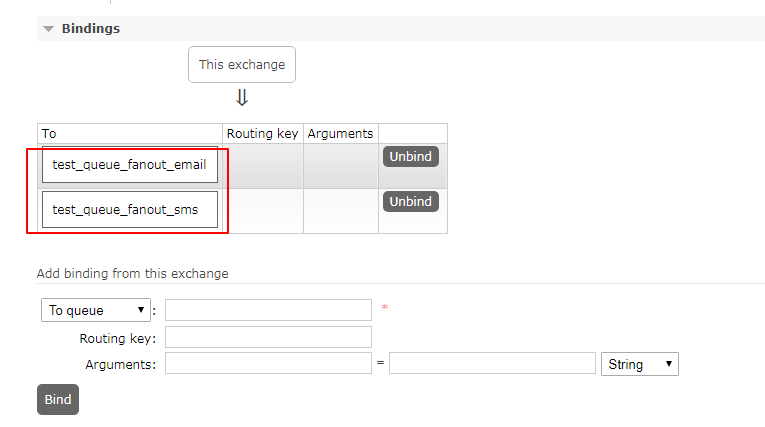 Bindings
This exchange
⇓
To Routing key Arguments
test_queue_fanout_email Unbind
test_queue_fanout_sms Unbind
Add binding from this exchange
To queue : *
Routing key:
Arguments: = String
Bind